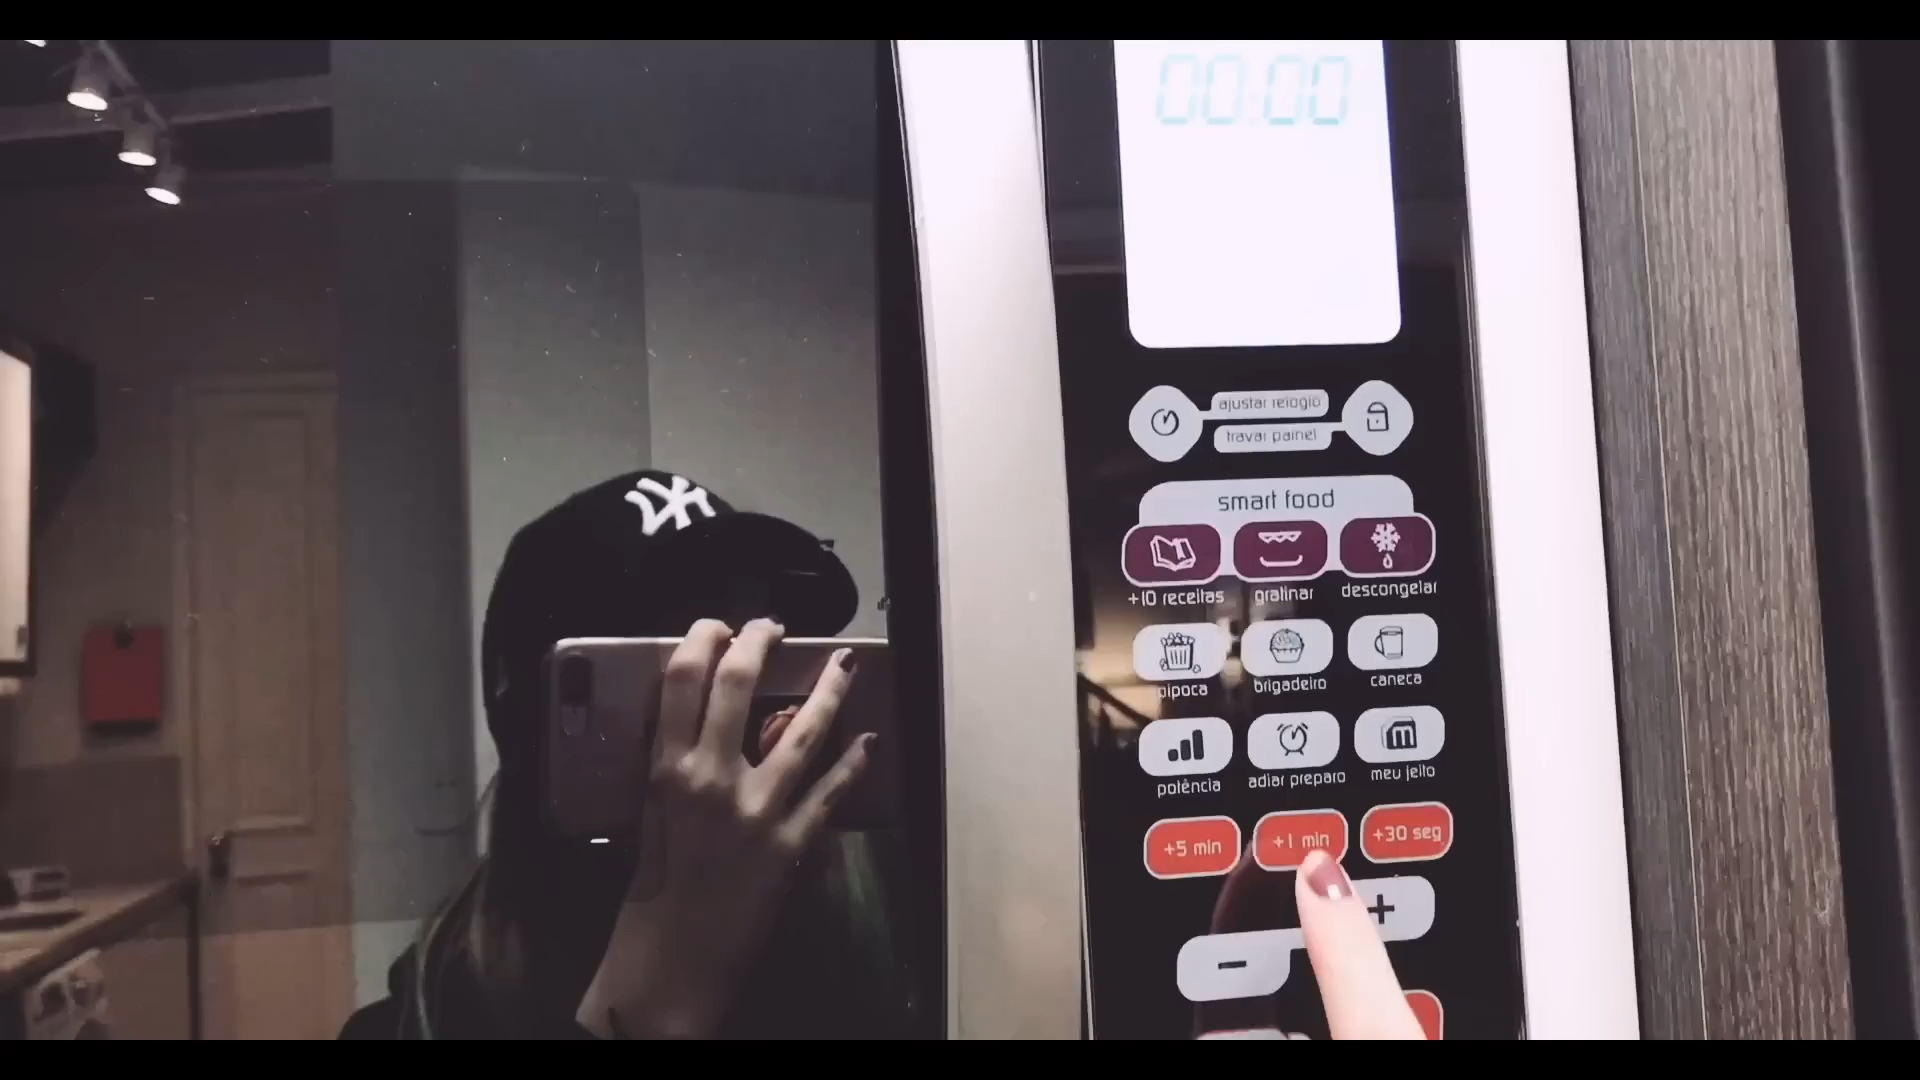 00:00
ajustar relógio
travar painel
smart food
+10 receitas
gratinar
descongelar
pipoca
brigadeiro
caneca
potência
adiar preparo
m
meu jeito
+5 min
+1 min
+30 seg
+
-
NY